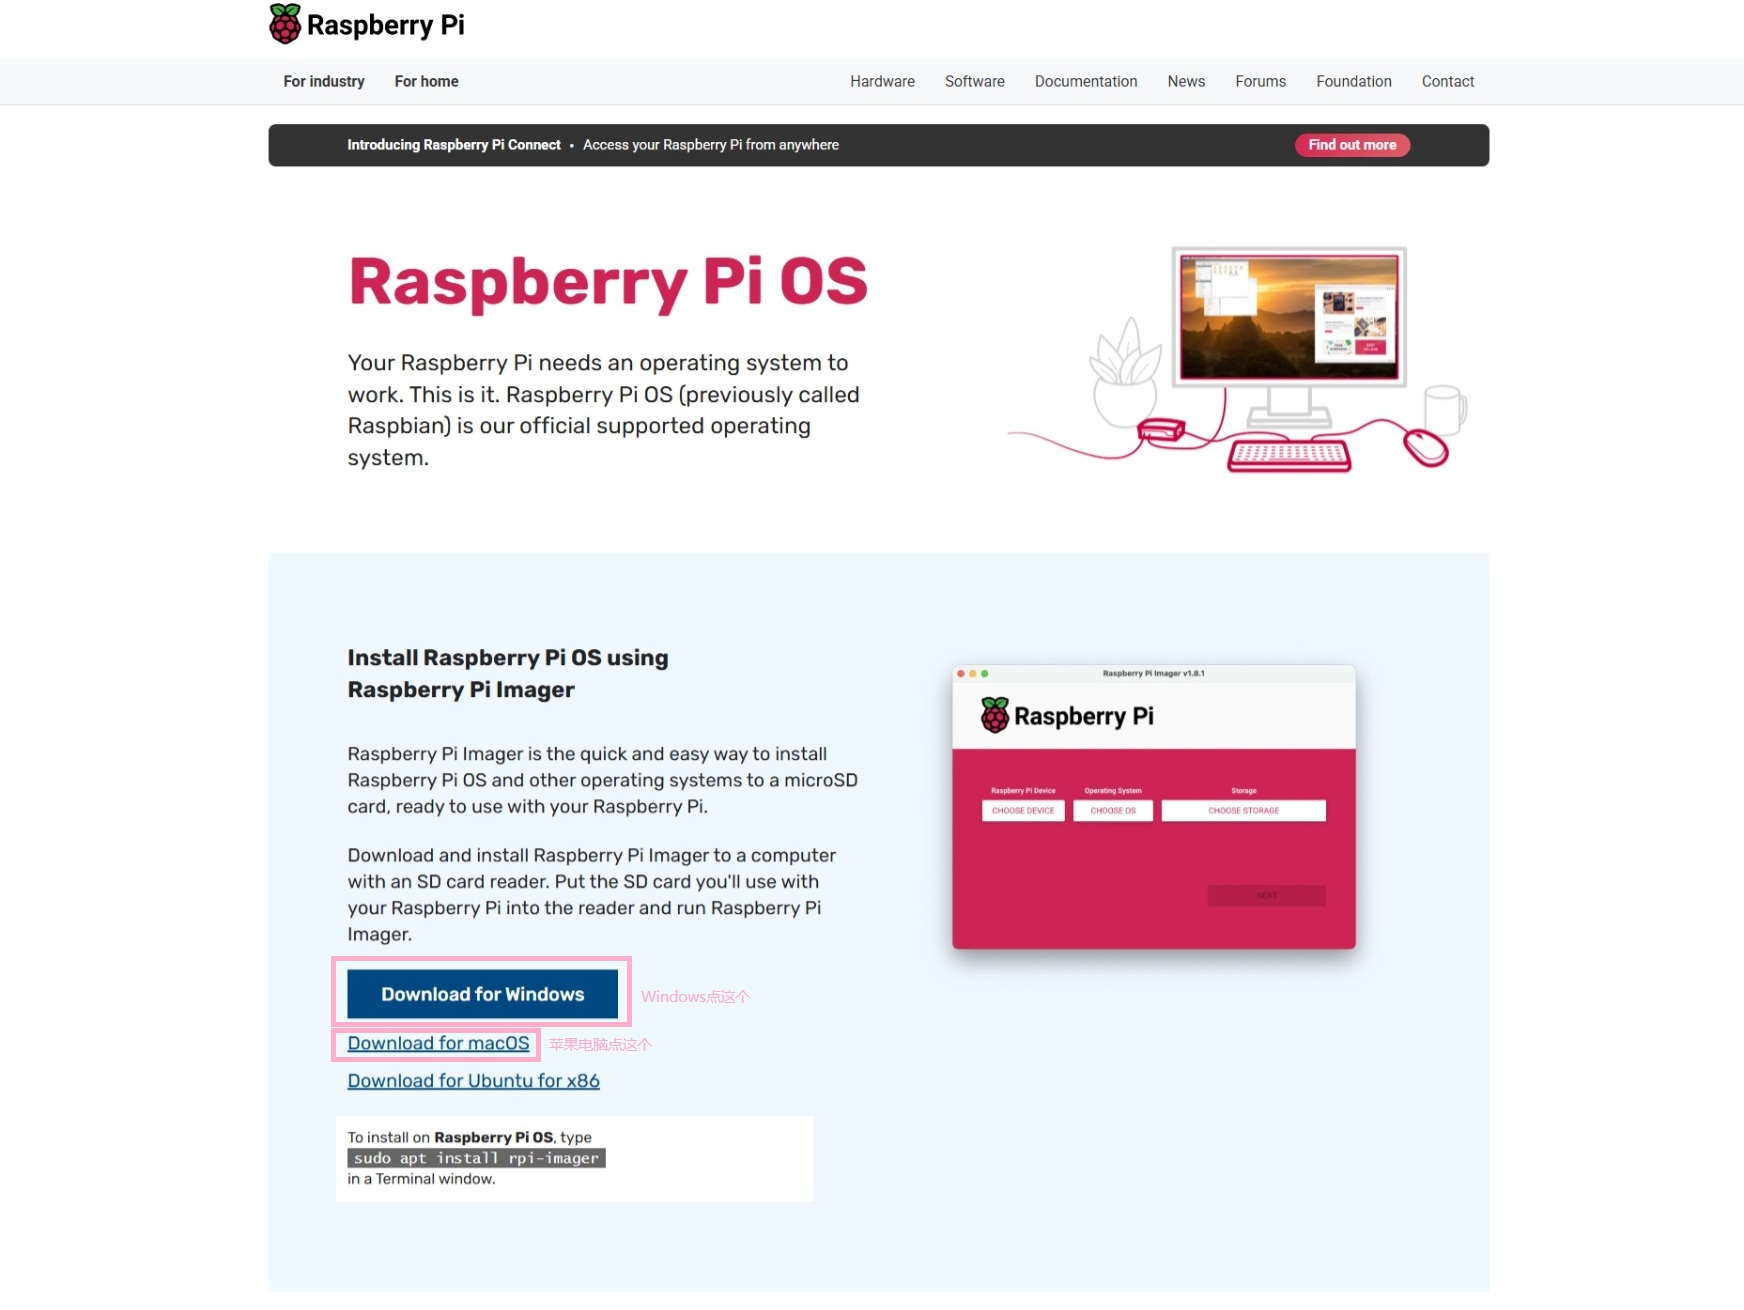 Raspberry Pi
For industry For home Hardware Software Documentation News Forums Foundation Contact
Introducing Raspberry Pi Connect • Access your Raspberry Pi from anywhere Find out more
Raspberry Pi OS
Your Raspberry Pi needs an operating system to
work. This is it. Raspberry Pi OS (previously called
Raspbian) is our official supported operating
system.
Install Raspberry Pi OS using
Raspberry Pi Imager
Raspberry Pi Imager is the quick and easy way to install
Raspberry Pi OS and other operating systems to a microSD
card, ready to use with your Raspberry Pi.
Download and install Raspberry Pi Imager to a computer
with an SD card reader. Put the SD card you'll use with
your Raspberry Pi into the reader and run Raspberry Pi
Imager.
Download for Windows Windows点这个
Download for macOS 苹果电脑点这个
Download for Ubuntu for x86
To install on Raspberry Pi OS, type
sudo apt install rpi-imager
in a Terminal window.
Raspberry Pi Imager v1.8.1
Raspberry Pi
Raspberry Pi Device Operating System Storage
CHOOSE DEVICE CHOOSE OS CHOOSE STORAGE
NEXT